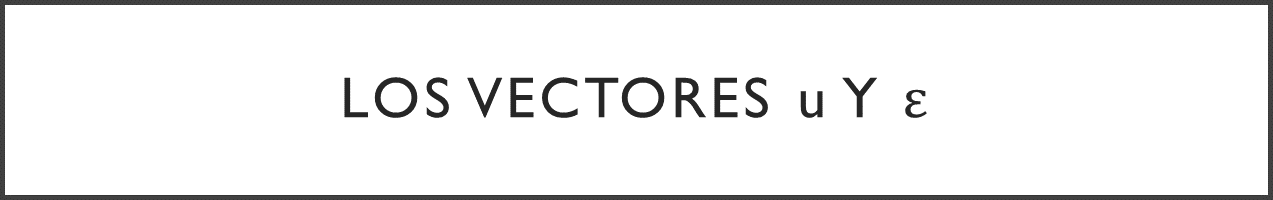 LOS VECTORES u Y ε